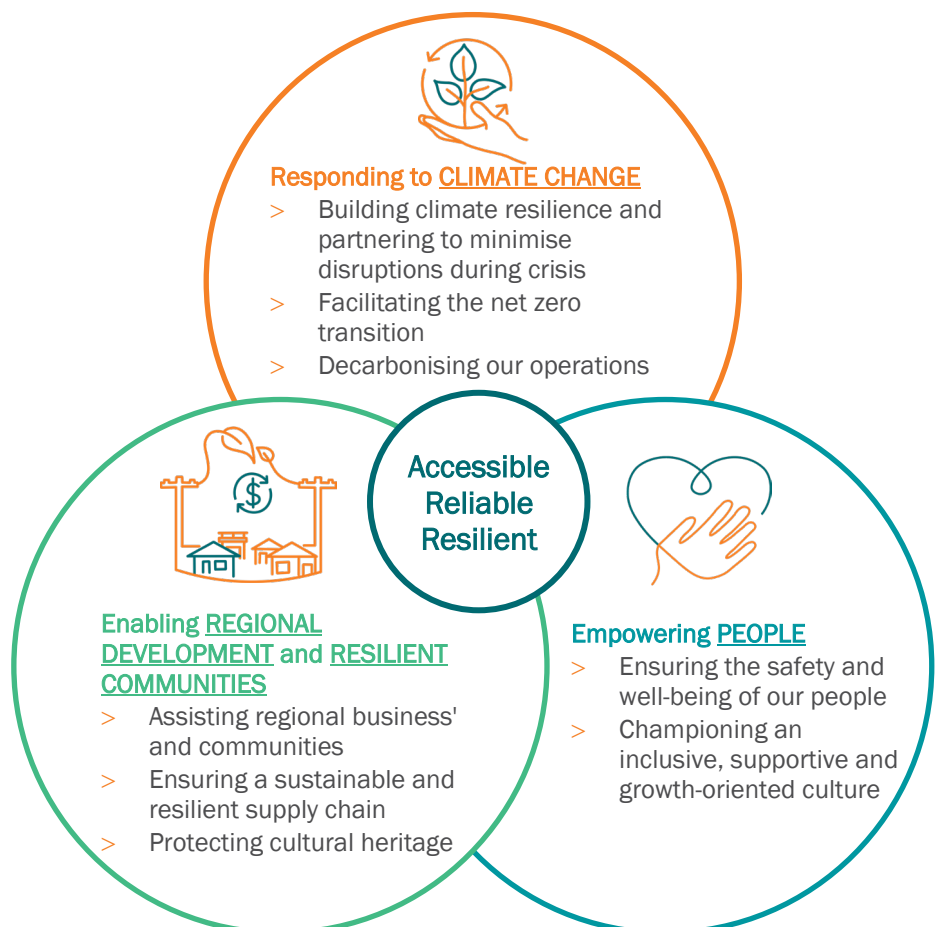 Responding to CLIMATE CHANGE
> Building climate resilience and
partnering to minimise
disruptions during crisis
> Facilitating the net zero
transition
> Decarbonising our operations
Accessible
Reliable
Resilient
$
Enabling REGIONAL
DEVELOPMENT and RESILIENT
COMMUNITIES
> Assisting regional business'
and communities
> Ensuring a sustainable and
resilient supply chain
> Protecting cultural heritage
Empowering PEOPLE
> Ensuring the safety and
well-being of our people
> Championing an
inclusive, supportive and
growth-oriented culture